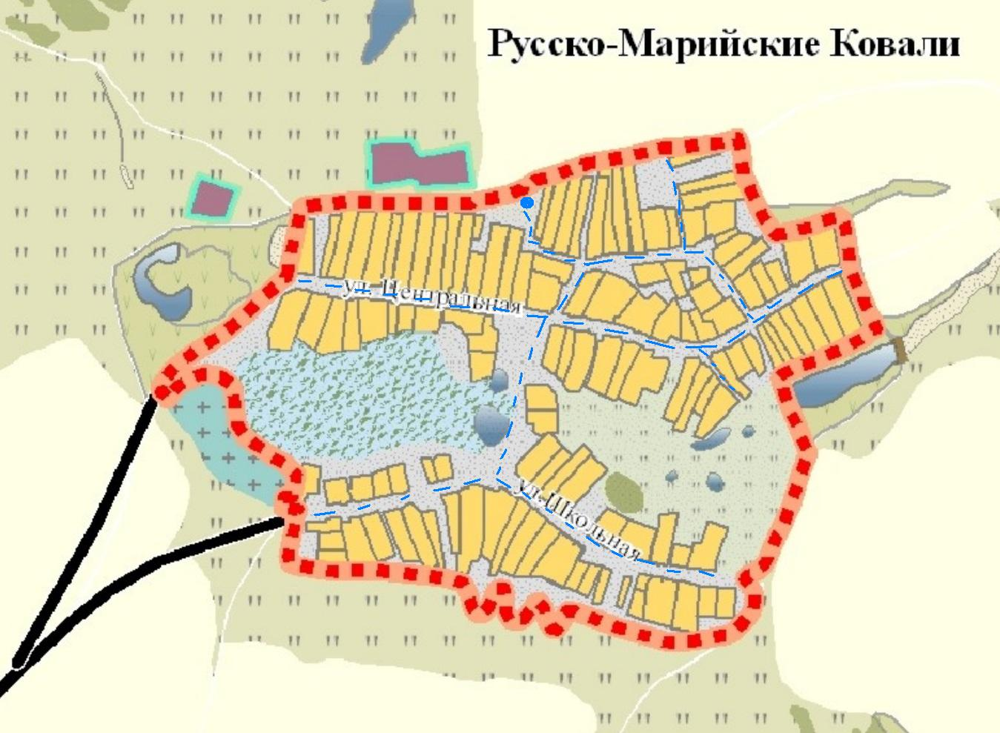 Русско-Марийские Ковали
ул. Центральная
ул.Школьная